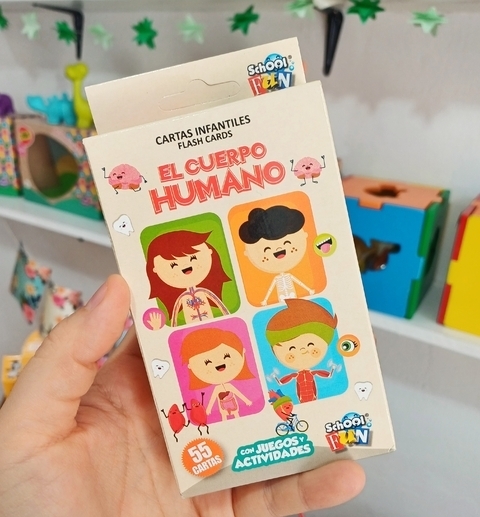 School
FUN
CARTAS INFANTILES
FLASH CARDS
EL CUERPO
HUMANO
55
CARTAS
CON JUEGOS Y
ACTIVIDADES
School
FUN